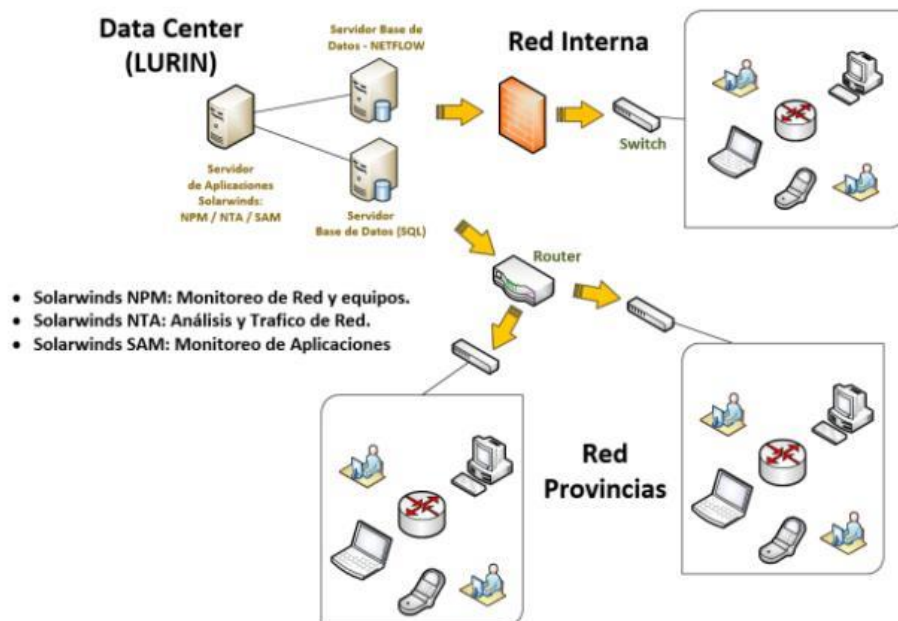 Data Center
(LURIN)
Servidor Base de
Datos - NETFLOW
Red Interna
Switch
Servidor
de Aplicaciones
Solarwinds:
NPM / NTA / SAM
Servidor
Base de Datos (SQL)
Router
• Solarwinds NPM: Monitoreo de Red y equipos.
• Solarwinds NTA: Análisis y Trafico de Red.
• Solarwinds SAM: Monitoreo de Aplicaciones
Red
Provincias